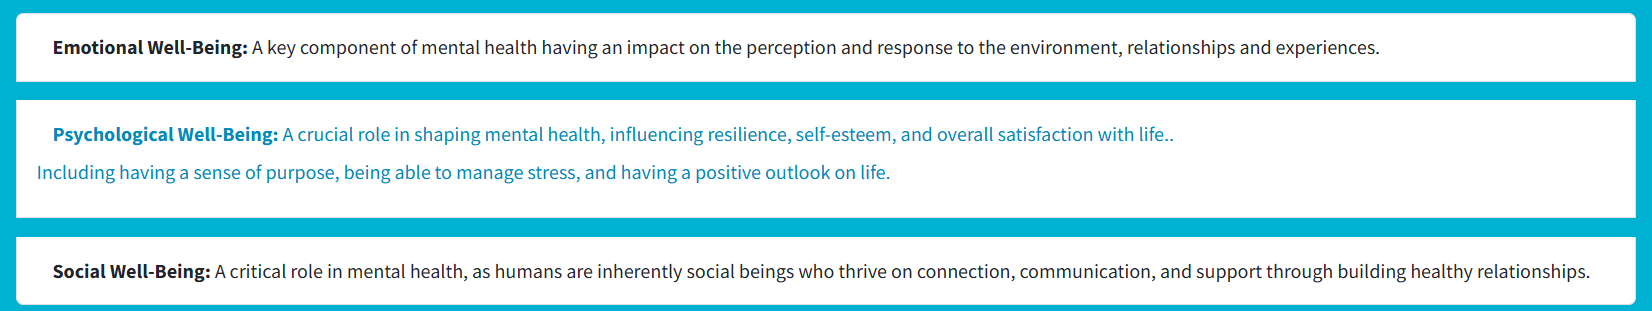 Emotional Well-Being: A key component of mental health having an impact on the perception and response to the environment, relationships and experiences.
Psychological Well-Being: A crucial role in shaping mental health, influencing resilience, self-esteem, and overall satisfaction with life..
Including having a sense of purpose, being able to manage stress, and having a positive outlook on life.
Social Well-Being: A critical role in mental health, as humans are inherently social beings who thrive on connection, communication, and support through building healthy relationships.